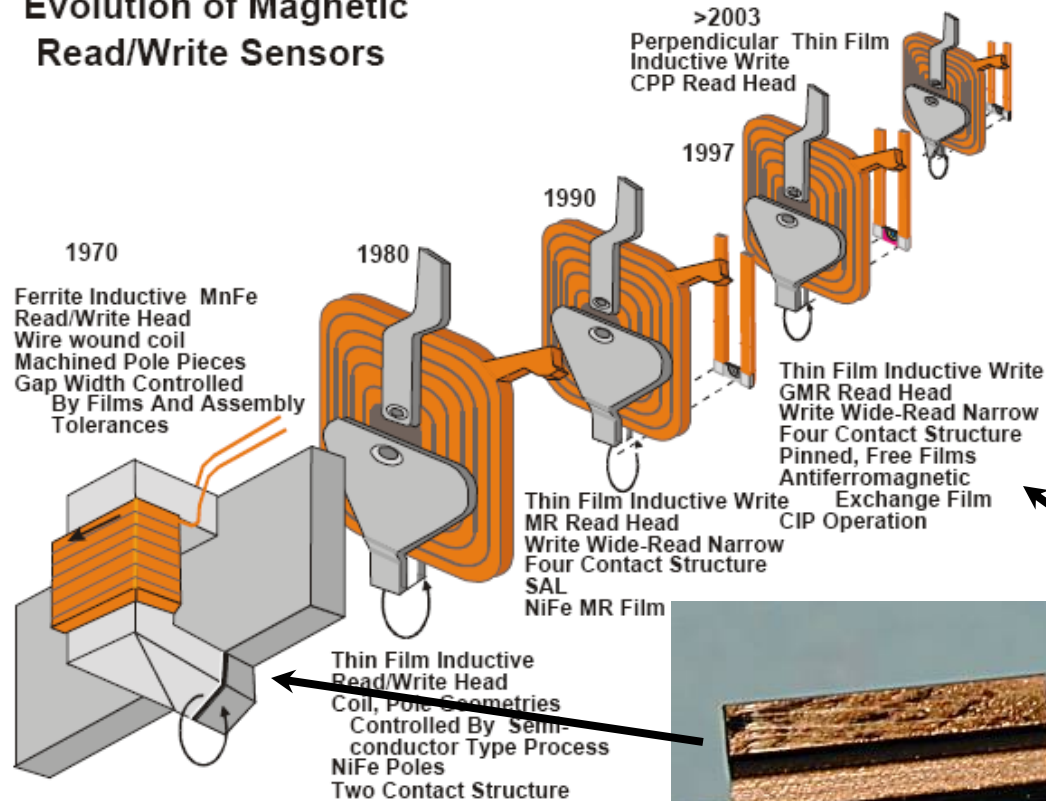 Evolution of Magnetic
Read/Write Sensors
1970
Ferrite Inductive MnFe
Read/Write Head
Wire wound coil
Machined Pole Pieces
Gap Width Controlled
By Films And Assembly
Tolerances
1980
Thin Film Inductive
Read/Write Head
Coil, Pole Geometries
Controlled By Semi-
conductor Type Process
NiFe Poles
Two Contact Structure
1990
Thin Film Inductive Write
MR Read Head
Write Wide-Read Narrow
Four Contact Structure
SAL
NiFe MR Film
1997
Thin Film Inductive Write
GMR Read Head
Write Wide-Read Narrow
Four Contact Structure
Pinned, Free Films
Antiferromagnetic
Exchange Film
CIP Operation
>2003
Perpendicular Thin Film
Inductive Write
CPP Read Head